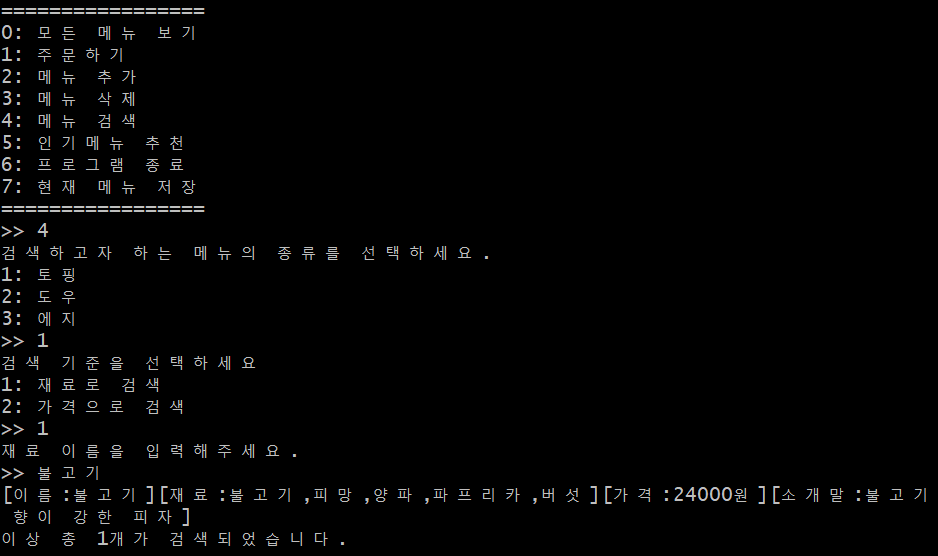 =================
0: 모든 메뉴 보기
1: 주문하기
2: 메뉴 추가
3: 메뉴 삭제
4: 메뉴 검색
5: 인기메뉴 추천
6: 프로그램 종료
7: 현재 메뉴 저장
=================
>> 4
검색하고자 하는 메뉴의 종류를 선택하세요.
1: 토핑
2: 도우
3: 에지
>> 1
검색 기준을 선택하세요
1: 재료로 검색
2: 가격으로 검색
>> 1
재료 이름을 입력해주세요.
>> 불고기
[이름:불고기][재료:불고기,피망,양파,파프리카,버섯][가격:24000원][소개말:불고기
향이 강한 피자]
이상 총 1개가 검색되었습니다.